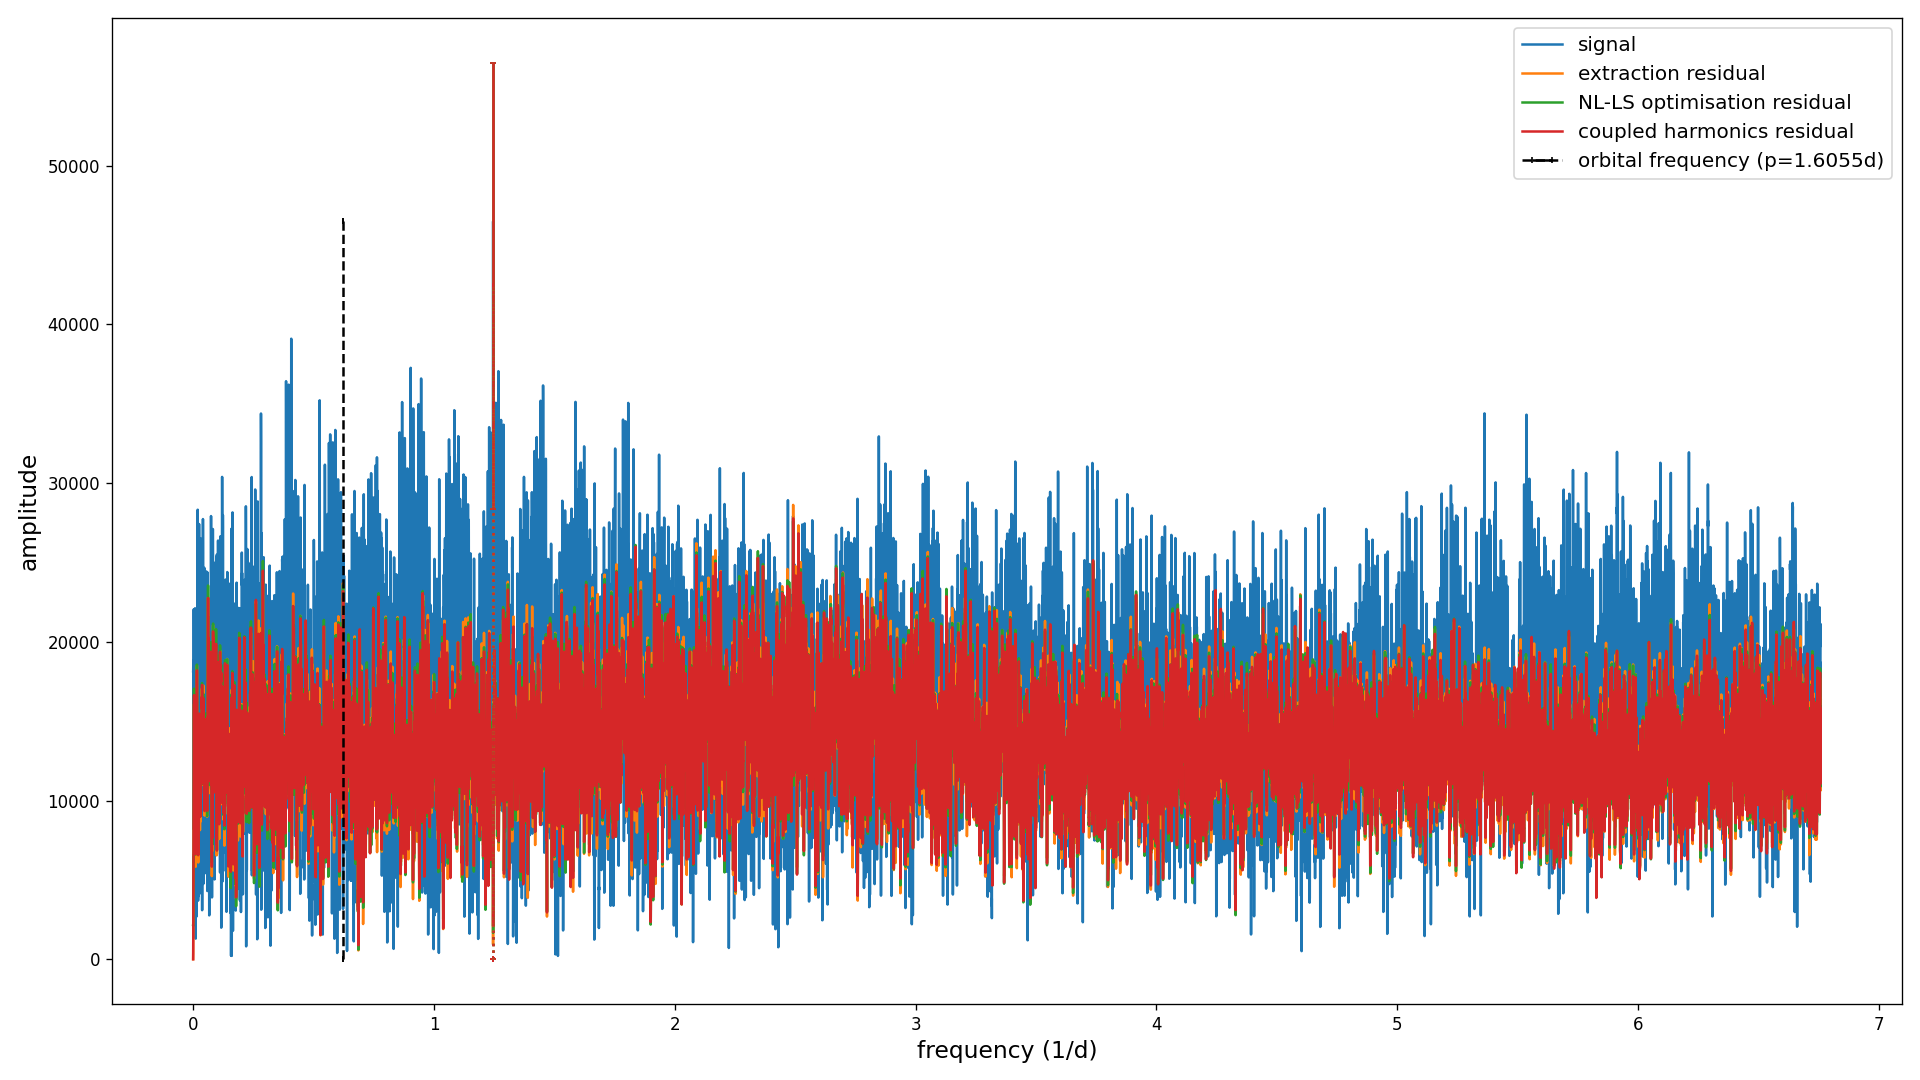 signal
extraction residual
NL-LS optimisation residual
coupled harmonics residual
orbital frequency (p=1.6055d)
amplitude
50000
40000
30000
20000
10000
0
0 1 2 3 4 5 6 7
frequency (1/d)